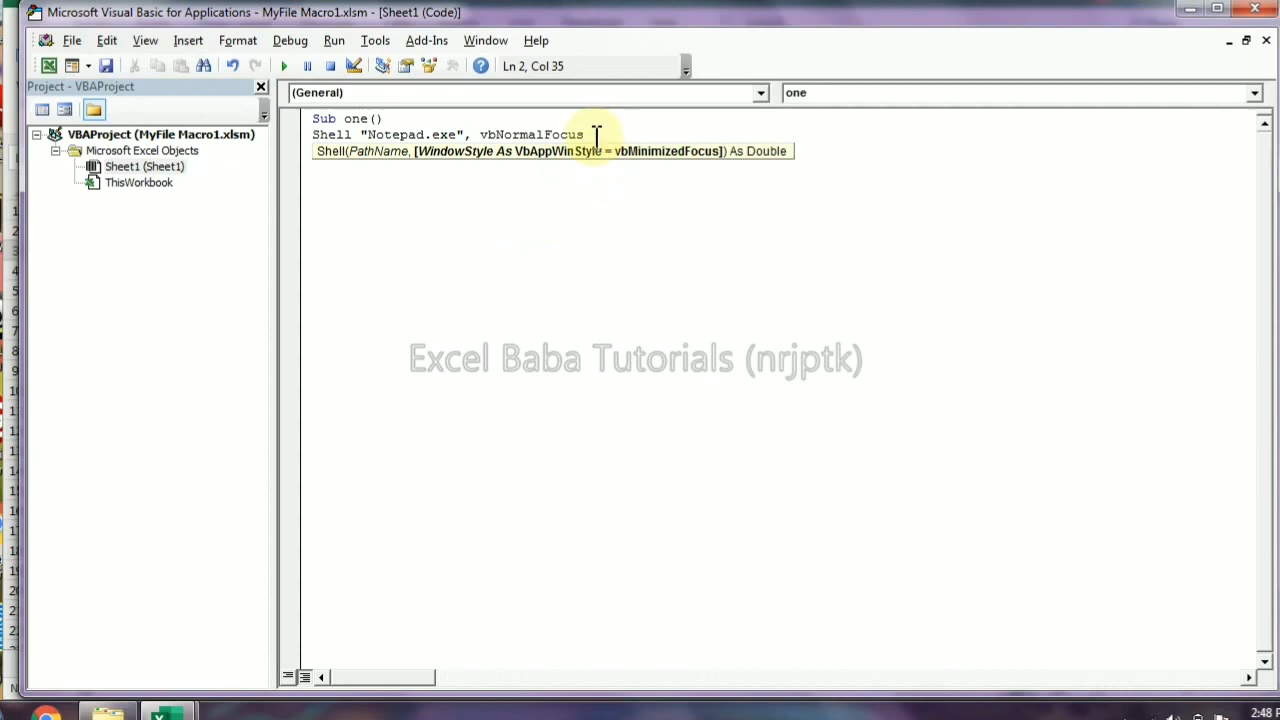 Microsoft Visual Basic for Applications - MyFile Macro1.xlsm - [Sheet1 (Code)]
File Edit View Insert Format Debug Run Tools Add-Ins Window Help
Ln 2, Col 35
Project - VBAProject
(General)
one
VBAProject (MyFile Macro1.xlsm)
Microsoft Excel Objects
Sheet1 (Sheet1)
ThisWorkbook
Sub one()
Shell "Notepad.exe", vbNormalFocus
Shell(PathName, [WindowStyle As VbAppWinStyle = vbMinimizedFocus]) As Double
Excel Baba Tutorials (nrjptk)
2:48 P